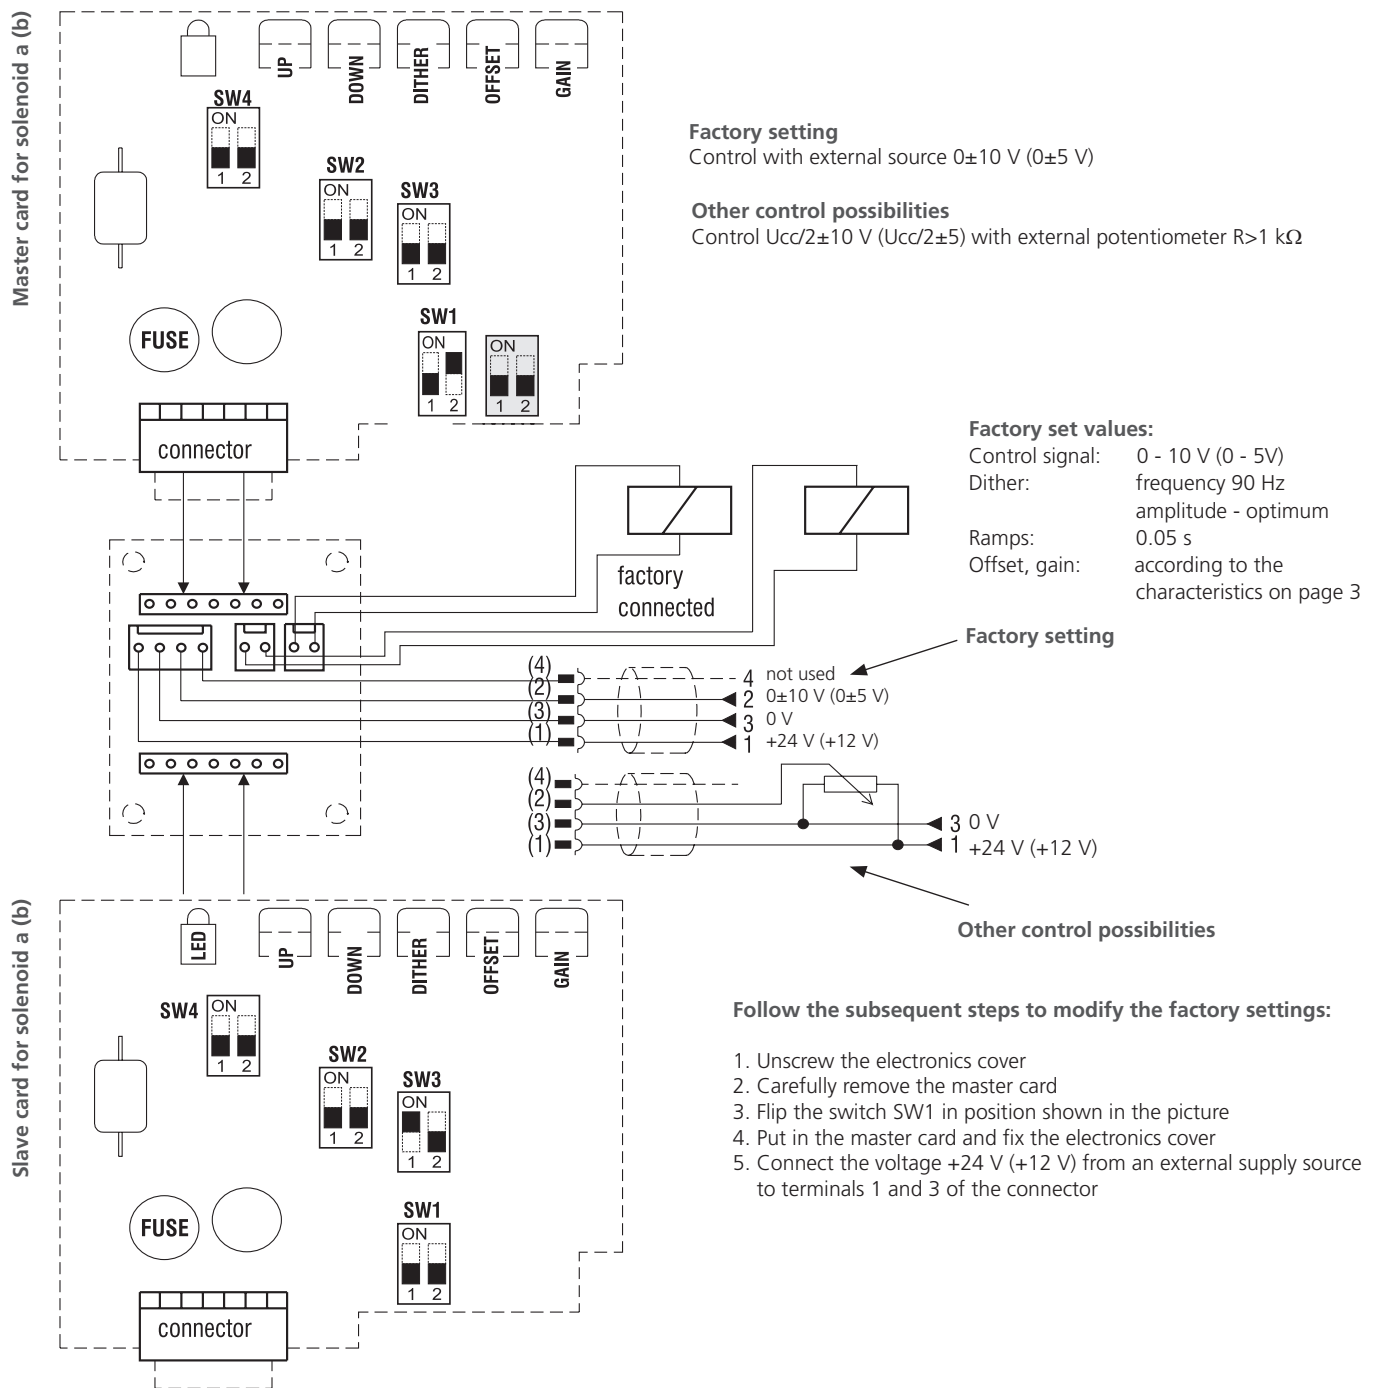 Master card for solenoid a (b)
UP
DOWN
DITHER
OFFSET
GAIN
SW4
ON
1 2
SW2
ON
1 2
SW3
ON
1 2
Factory setting
Control with external source 0±10 V (0±5 V)
Other control possibilities
Control Ucc/2±10 V (Ucc/2±5) with external potentiometer R>1 kΩ
FUSE
SW1
ON
1 2
ON
1 2
connector
Factory set values:
Control signal: 0 - 10 V (0 - 5V)
Dither: frequency 90 Hz
amplitude - optimum
Ramps: 0.05 s
Offset, gain: according to the
characteristics on page 3
factory
connected
Factory setting
(4) 4 not used
(2) 2 0±10 V (0±5 V)
(3) 3 0 V
(1) 1 +24 V (+12 V)
(4)
(2)
(3) 3 0 V
(1) 1 +24 V (+12 V)
Other control possibilities
Slave card for solenoid a (b)
LED
UP
DOWN
DITHER
OFFSET
GAIN
SW4
ON
1 2
SW2
ON
1 2
SW3
ON
1 2
FUSE
SW1
ON
1 2
connector
Follow the subsequent steps to modify the factory settings:
1. Unscrew the electronics cover
2. Carefully remove the master card
3. Flip the switch SW1 in position shown in the picture
4. Put in the master card and fix the electronics cover
5. Connect the voltage +24 V (+12 V) from an external supply source
to terminals 1 and 3 of the connector